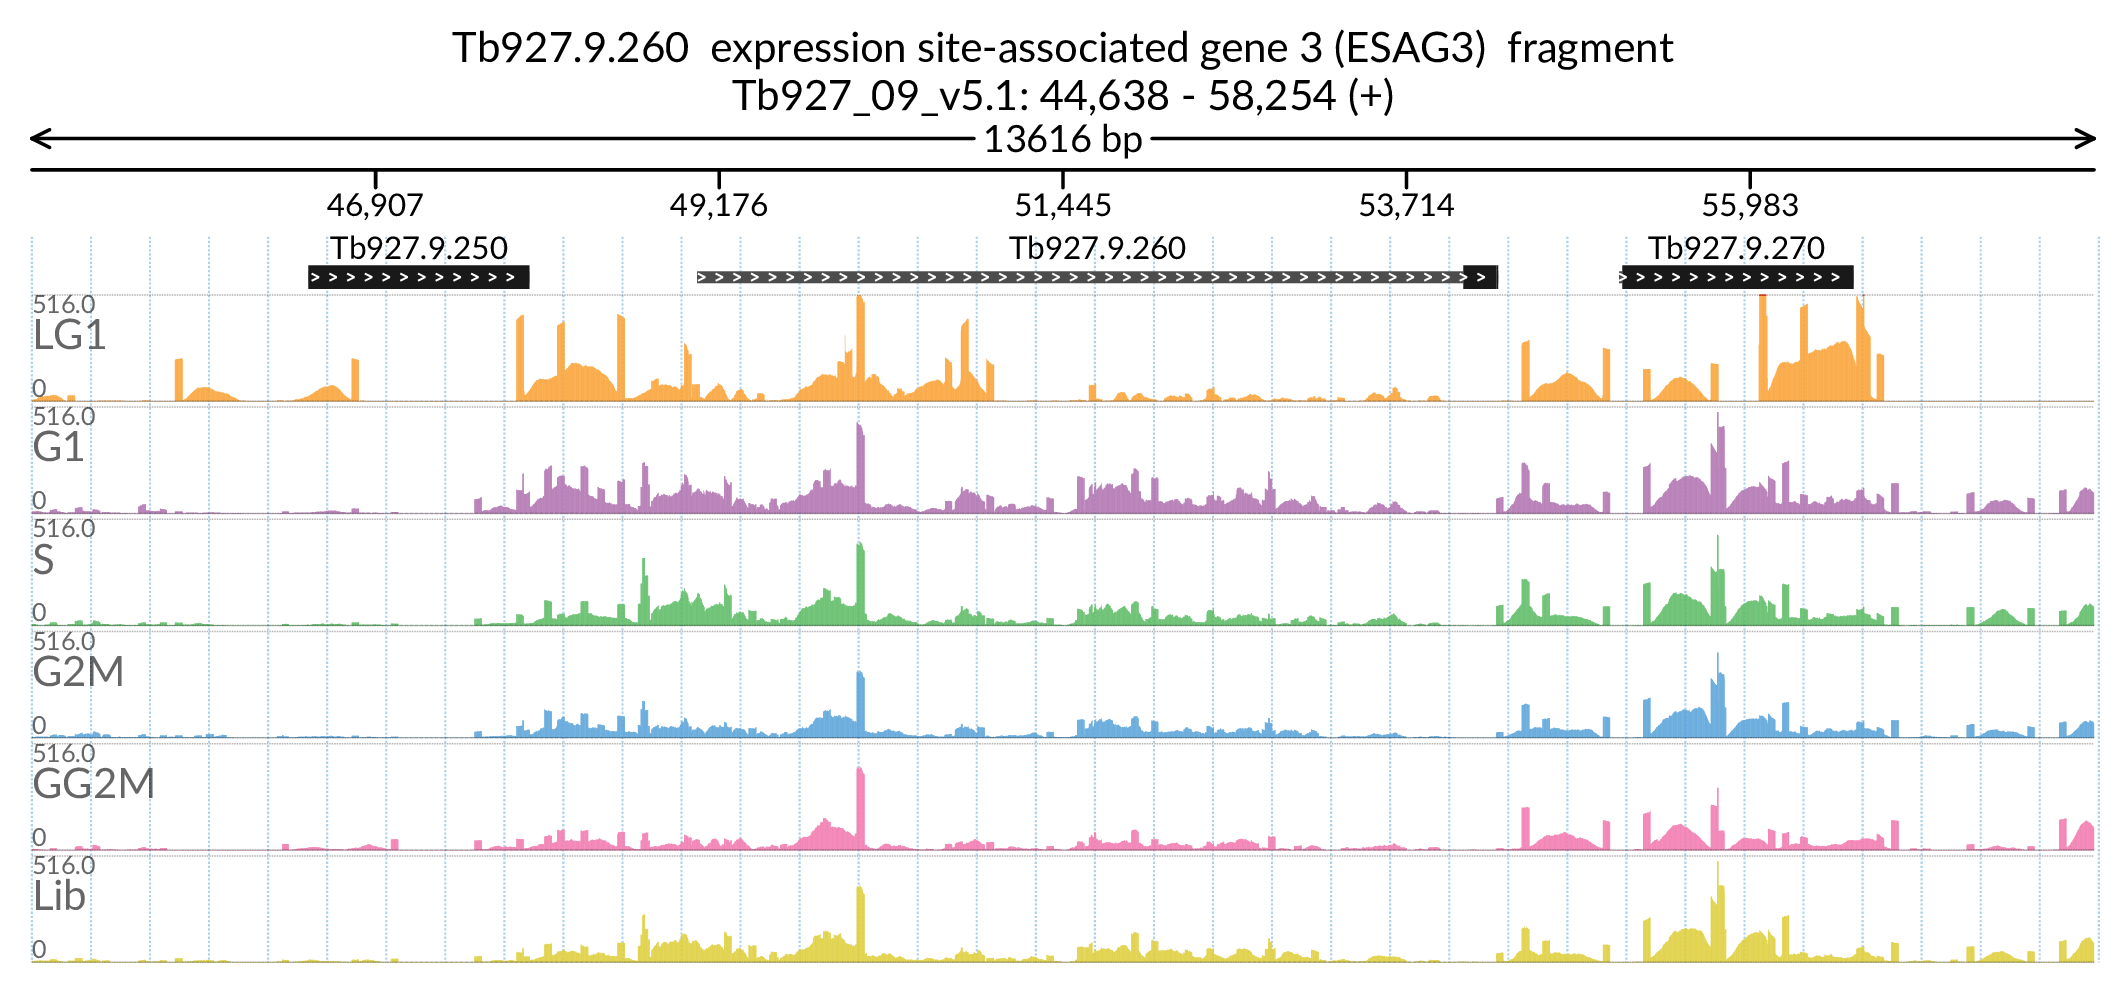 Tb927.9.260 expression site-associated gene 3 (ESAG3) fragment
Tb927_09_v5.1: 44,638 - 58,254 (+)
13616 bp
46,907 49,176 51,445 53,714 55,983
Tb927.9.250 Tb927.9.260 Tb927.9.270
516.0
LG1
0
516.0
G1
0
516.0
S
0
516.0
G2M
0
516.0
GG2M
0
516.0
Lib
0